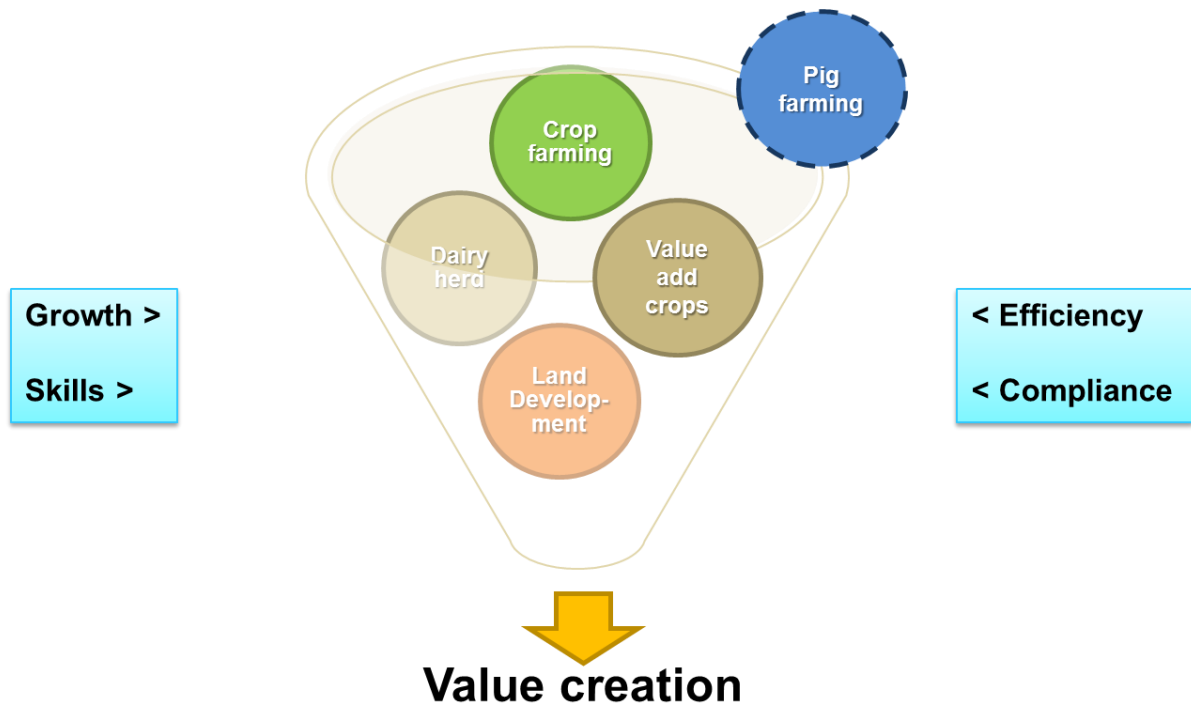 Pig
farming
Crop
farming
Dairy
herd
Value
add
crops
Growth >
Skills >
< Efficiency
< Compliance
Land
Develop-
ment
Value creation